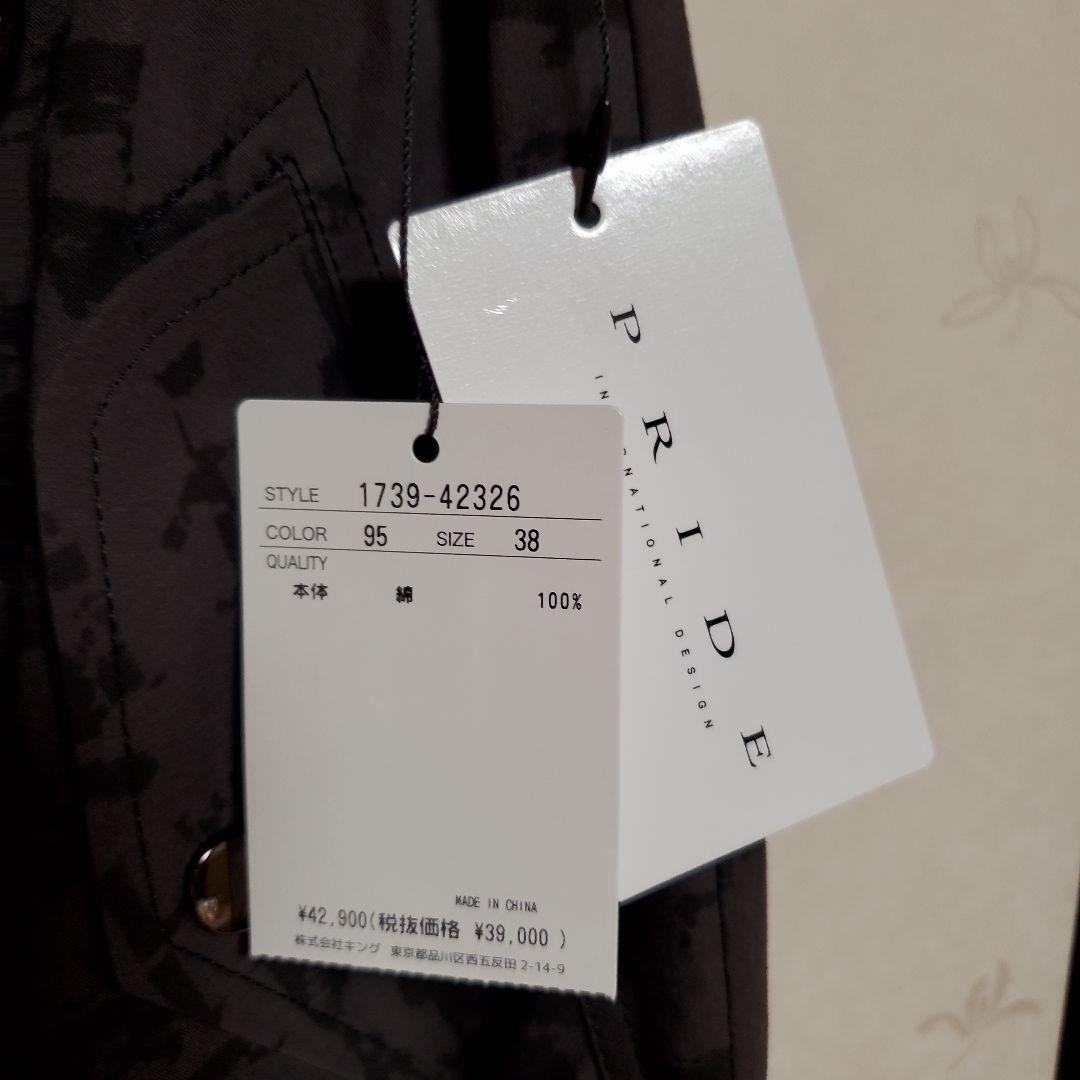 PRIDE
INTERNATIONAL DESIGN
STYLE 1739-42326
COLOR 95 SIZE 38
QUALITY
本体 綿 100%
MADE IN CHINA
¥42,900(税抜価格 ¥39,000 )
株式会社キング 東京都品川区西五反田2-14-9